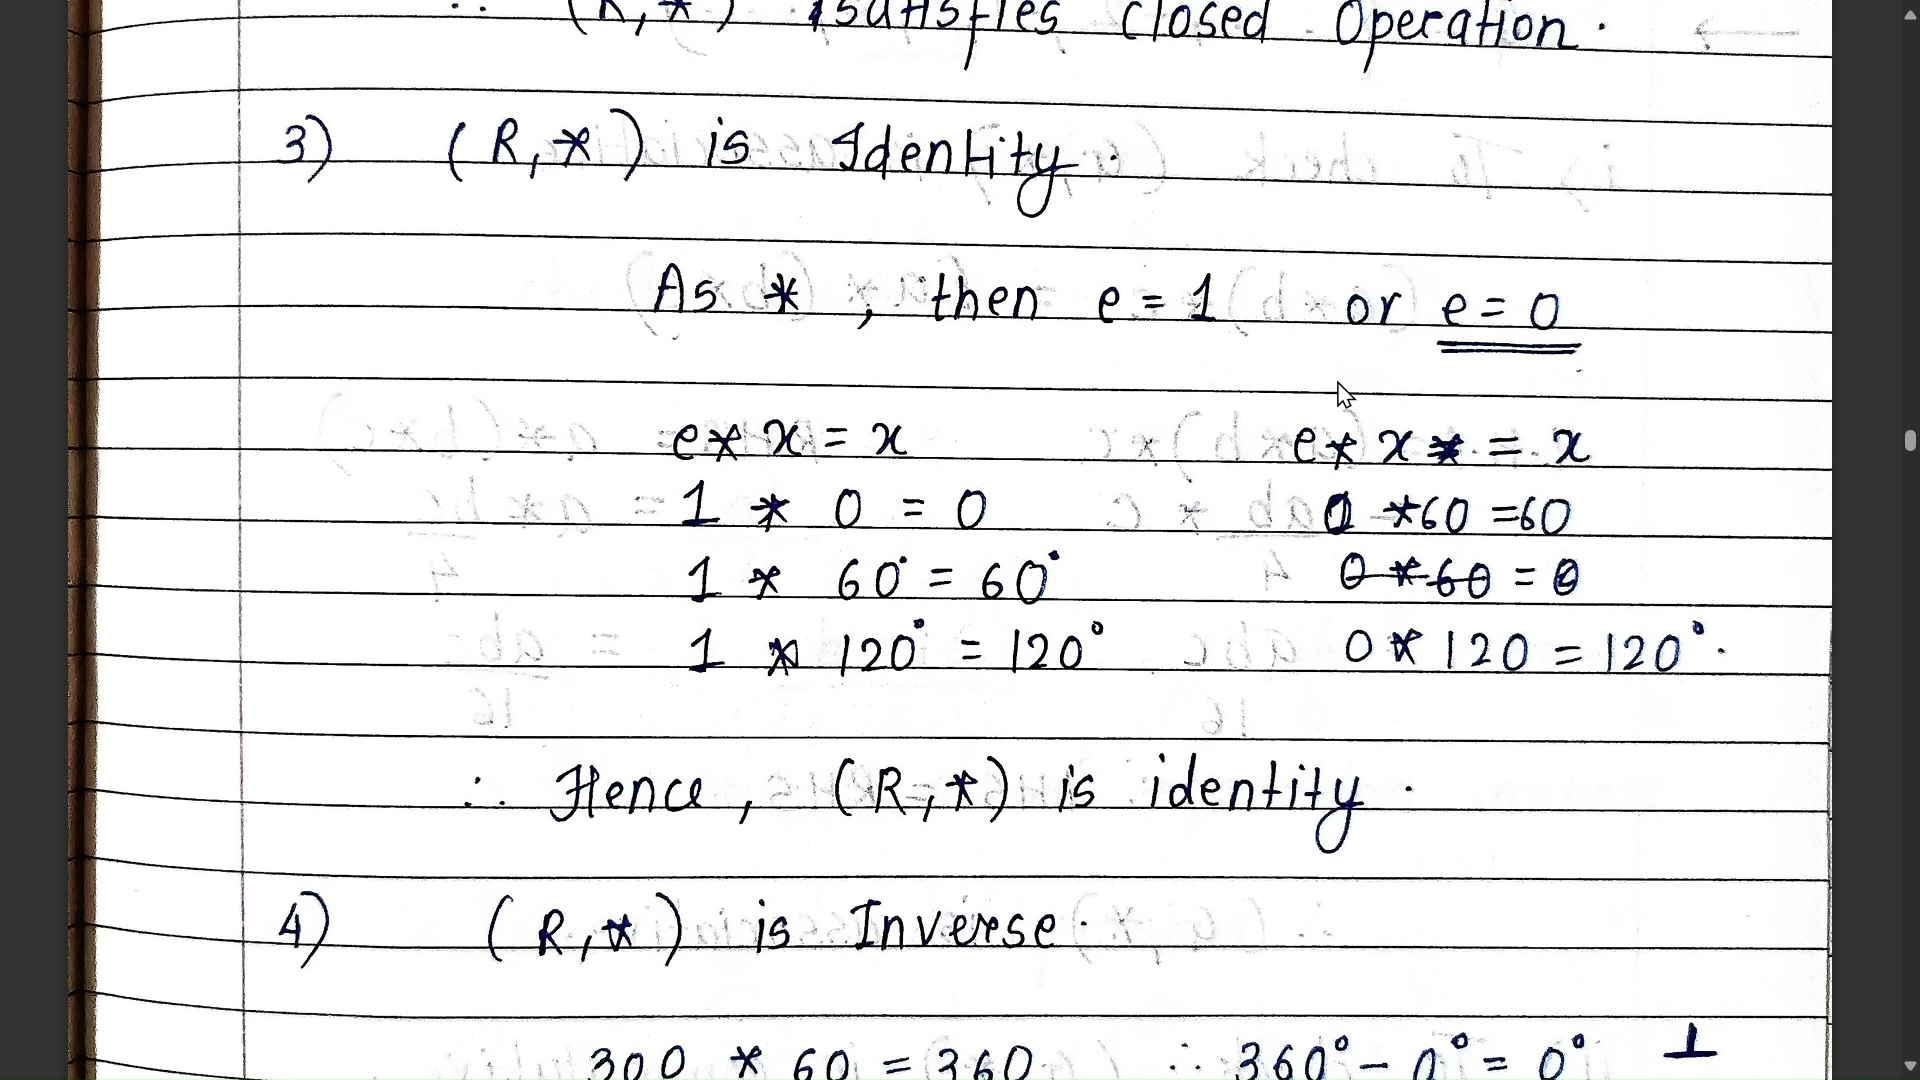 ∴ (R, *) satisfies closed operation.
3) (R, *) is Identity.
As * , then e = 1 or e = 0
e * x = x e * x * = x
1 * 0 = 0 0 * 60 = 60
1 * 60° = 60° 0 * 60 = 0
1 * 120° = 120° 0 * 120 = 120°.
∴ Hence, (R, *) is identity.
4) (R, *) is Inverse.
300 * 60 = 360 ∴ 360° - 0° = 0°